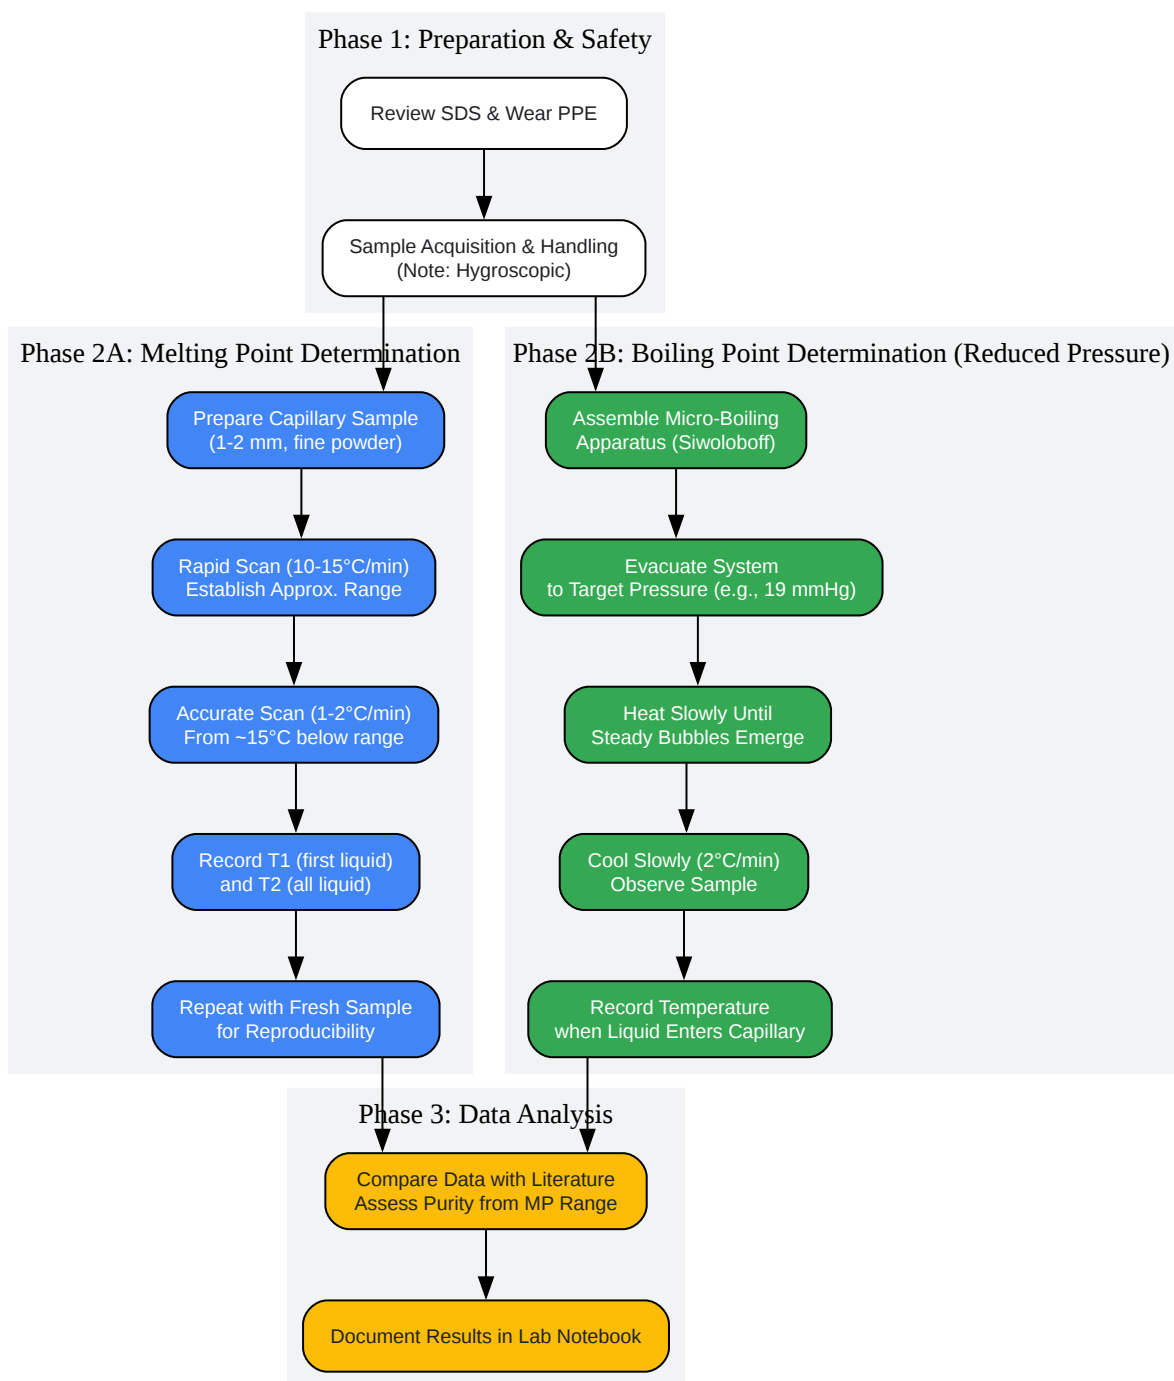 Phase 1: Preparation & Safety
Review SDS & Wear PPE
Sample Acquisition & Handling
(Note: Hygroscopic)
Phase 2A: Melting Point Determination
Prepare Capillary Sample
(1-2 mm, fine powder)
Rapid Scan (10-15°C/min)
Establish Approx. Range
Accurate Scan (1-2°C/min)
From ~15°C below range
Record T1 (first liquid)
and T2 (all liquid)
Repeat with Fresh Sample
for Reproducibility
Phase 2B: Boiling Point Determination (Reduced Pressure)
Assemble Micro-Boiling
Apparatus (Siwoloboff)
Evacuate System
to Target Pressure (e.g., 19 mmHg)
Heat Slowly Until
Steady Bubbles Emerge
Cool Slowly (2°C/min)
Observe Sample
Record Temperature
when Liquid Enters Capillary
Phase 3: Data Analysis
Compare Data with Literature
Assess Purity from MP Range
Document Results in Lab Notebook